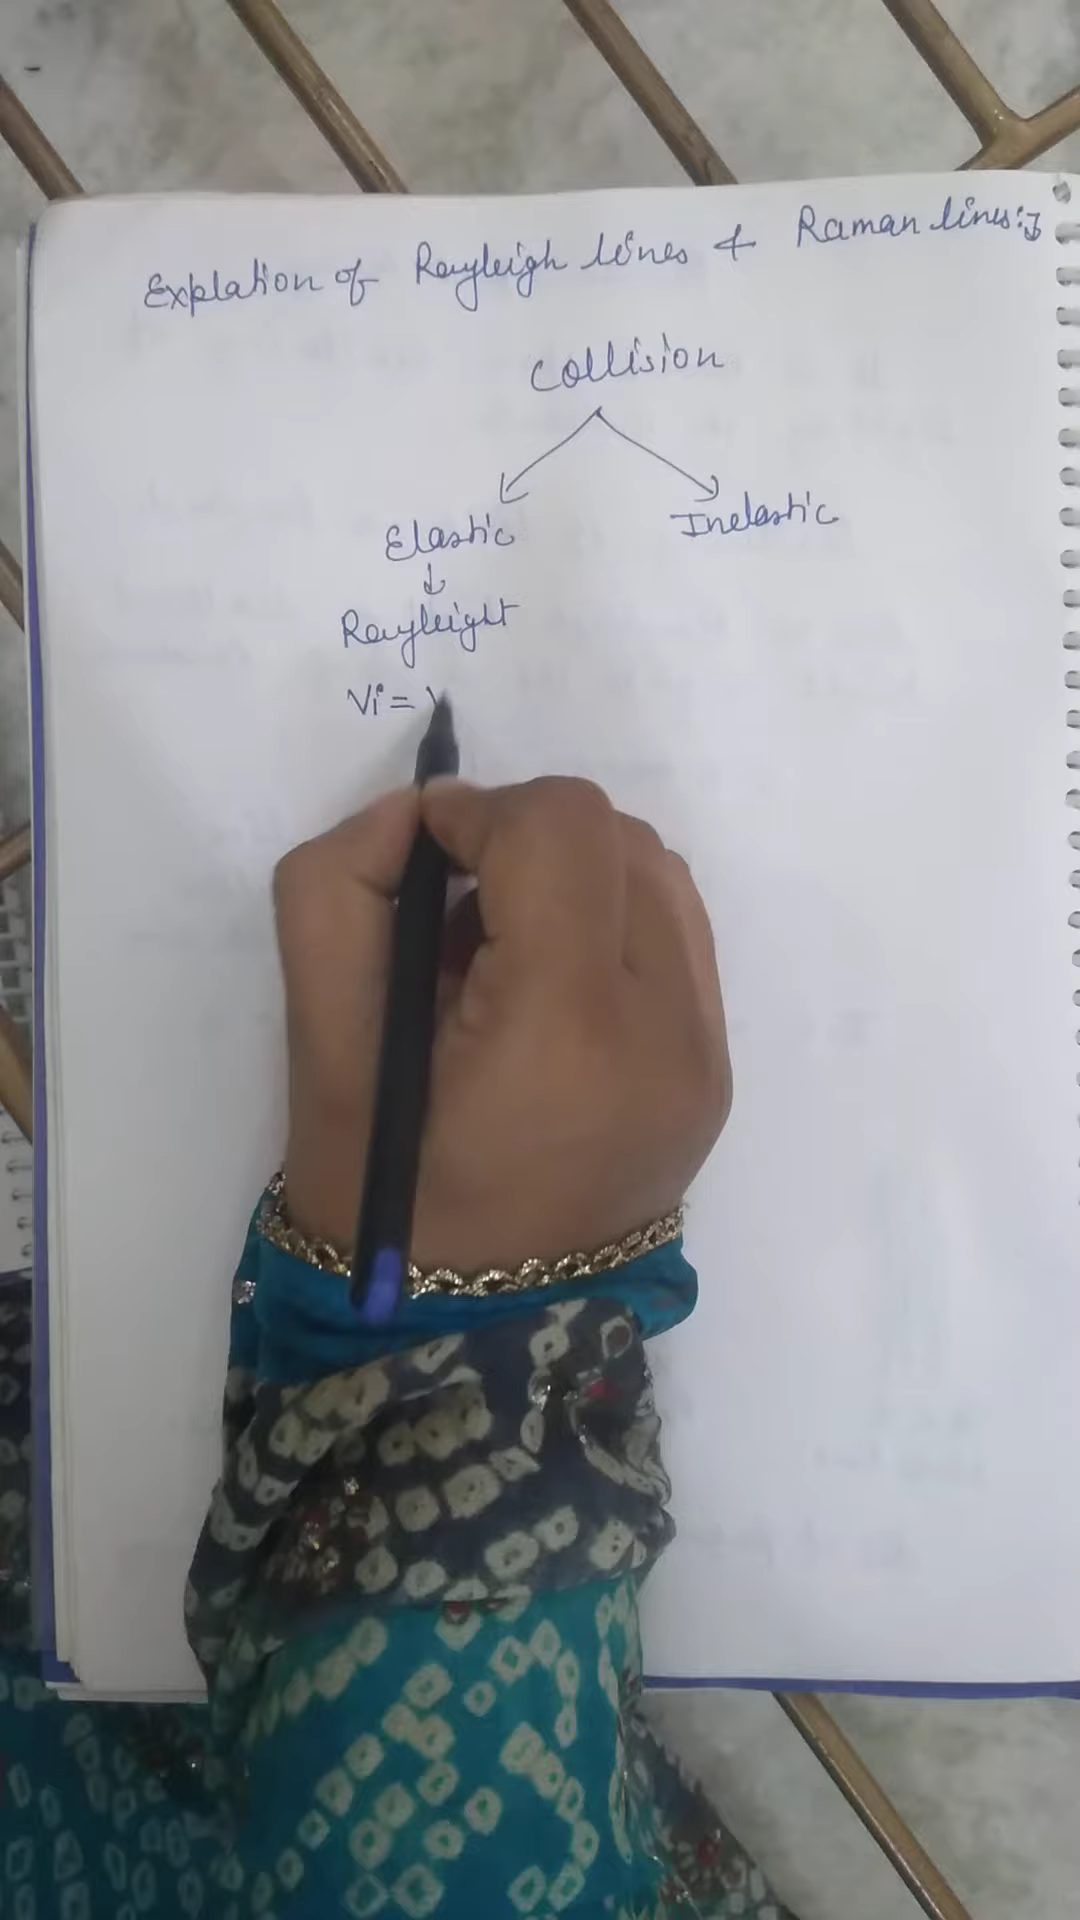 Explation of Rayleigh lines & Raman lines:→
Collision
Elastic Inelastic
↓
Rayleight
Vi = V